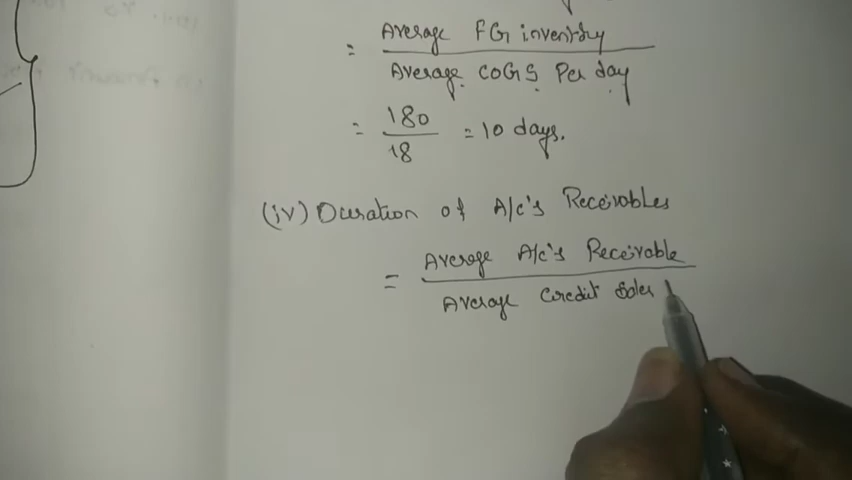 = Average FG inventory
Average COGS Per day
= 180
18
= 10 days.
(iv) Duration of A/c's Receivables
= Average A/c's Receivable
Average Credit Sales